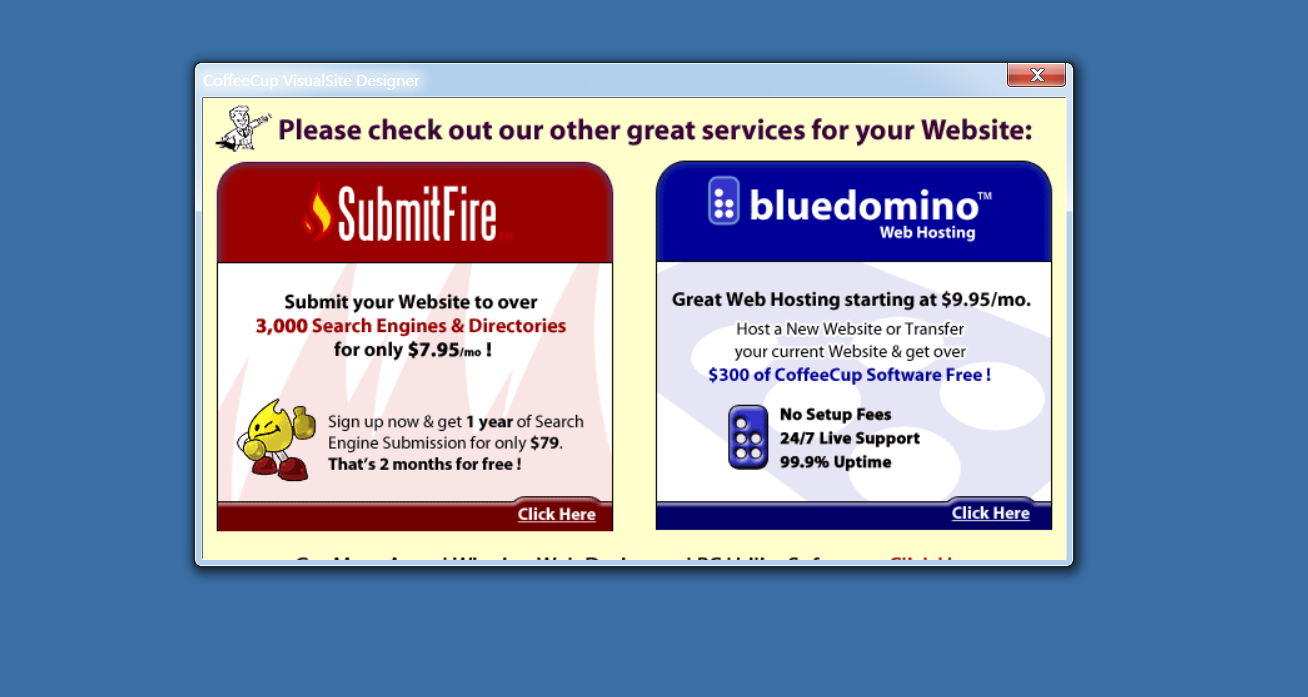 CoffeeCup VisualSite Designer
Please check out our other great services for your Website:
SubmitFire™
Submit your Website to over
3,000 Search Engines & Directories
for only $7.95/mo !
Sign up now & get 1 year of Search
Engine Submission for only $79.
That's 2 months for free !
Click Here
bluedomino™
Web Hosting
Great Web Hosting starting at $9.95/mo.
Host a New Website or Transfer
your current Website & get over
$300 of CoffeeCup Software Free !
No Setup Fees
24/7 Live Support
99.9% Uptime
Click Here